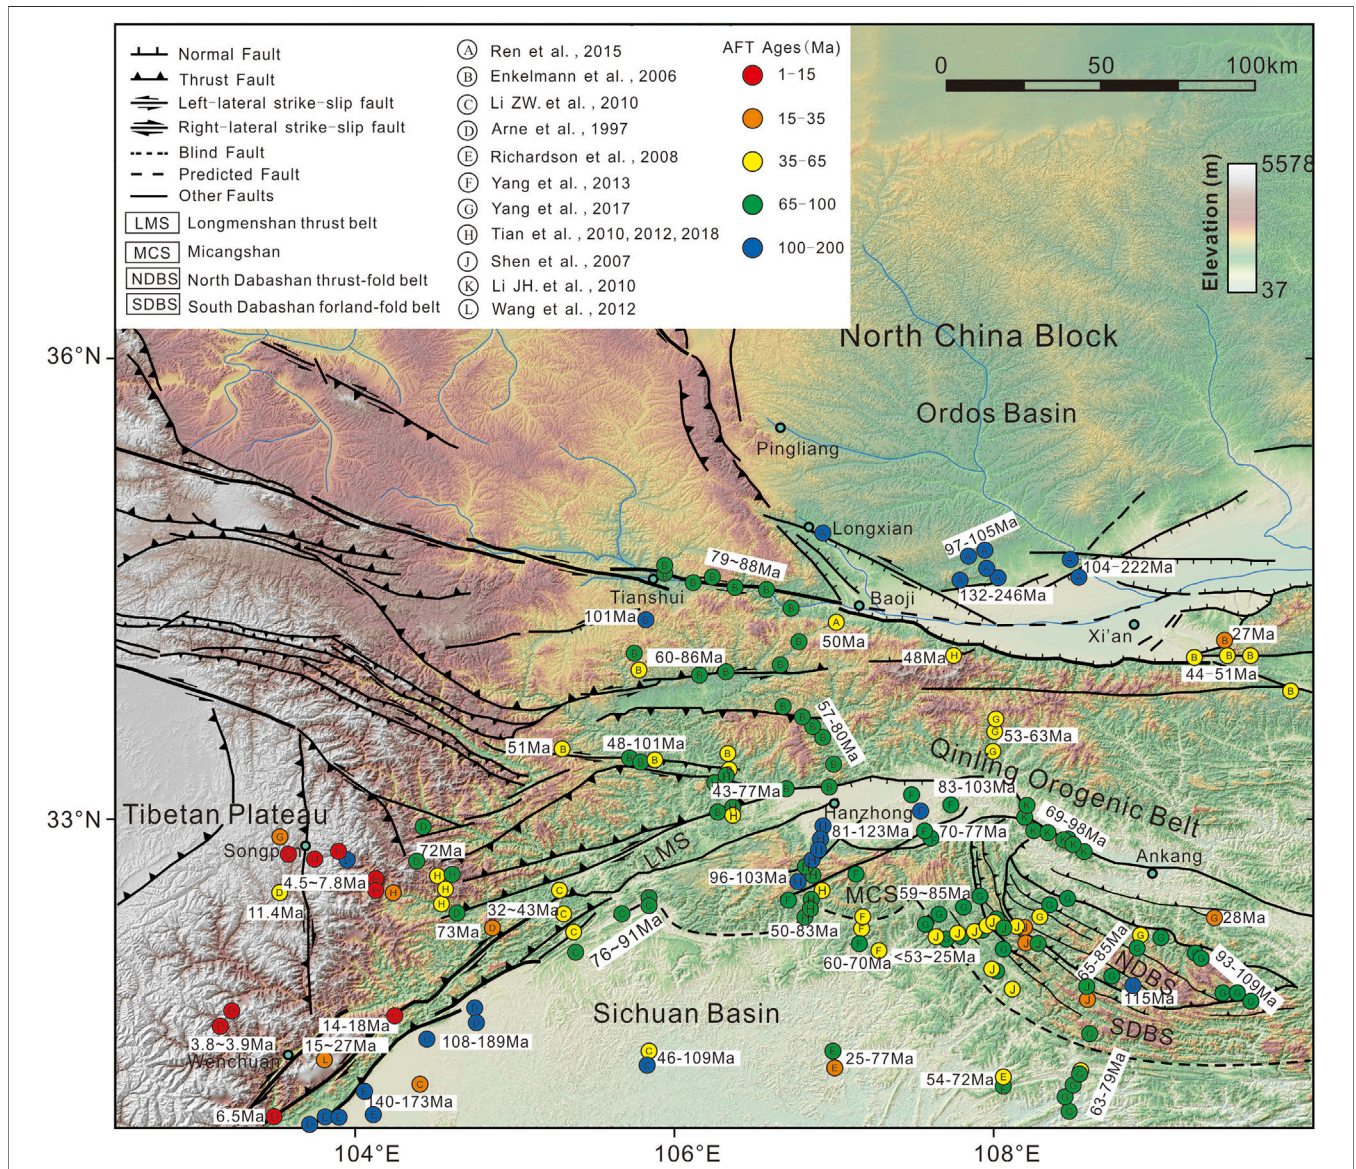 Normal Fault
Thrust Fault
Left-lateral strike-slip fault
Right-lateral strike-slip fault
Blind Fault
Predicted Fault
Other Faults
LMS Longmenshan thrust belt
MCS Micangshan
NDBS North Dabashan thrust-fold belt
SDBS South Dabashan forland-fold belt
A Ren et al., 2015
B Enkelmann et al., 2006
C Li ZW. et al., 2010
D Arne et al., 1997
E Richardson et al., 2008
F Yang et al., 2013
G Yang et al., 2017
H Tian et al., 2010, 2012, 2018
J Shen et al., 2007
K Li JH. et al., 2010
L Wang et al., 2012
AFT Ages (Ma)
1-15
15-35
35-65
65-100
100-200
0 50 100km
Elevation (m)
5578
37
36°N
33°N
104°E
106°E
108°E
North China Block
Ordos Basin
Pingliang
Longxian
97-105Ma
104-222Ma
132-246Ma
79~88Ma
Tianshui
Baoji
Xi'an
101Ma
50Ma
27Ma
60-86Ma
48Ma
44-51Ma
57-80Ma
53-63Ma
51Ma
48-101Ma
Qinling Orogenic Belt
43-77Ma
83-103Ma
Tibetan Plateau
Hanzhong
Songpan
81-123Ma
70-77Ma
69-98Ma
72Ma
LMS
Ankang
4.5~7.8Ma
96-103Ma
MCS
59~85Ma
11.4Ma
32~43Ma
28Ma
73Ma
50-83Ma
76~91Ma
60-70Ma
<53~25Ma
65-85Ma
NDBS
93-109Ma
115Ma
Sichuan Basin
SDBS
14-18Ma
3.8~3.9Ma
15~27Ma
108-189Ma
Wenchuan
46-109Ma
25-77Ma
54-72Ma
63-79Ma
140-173Ma
6.5Ma